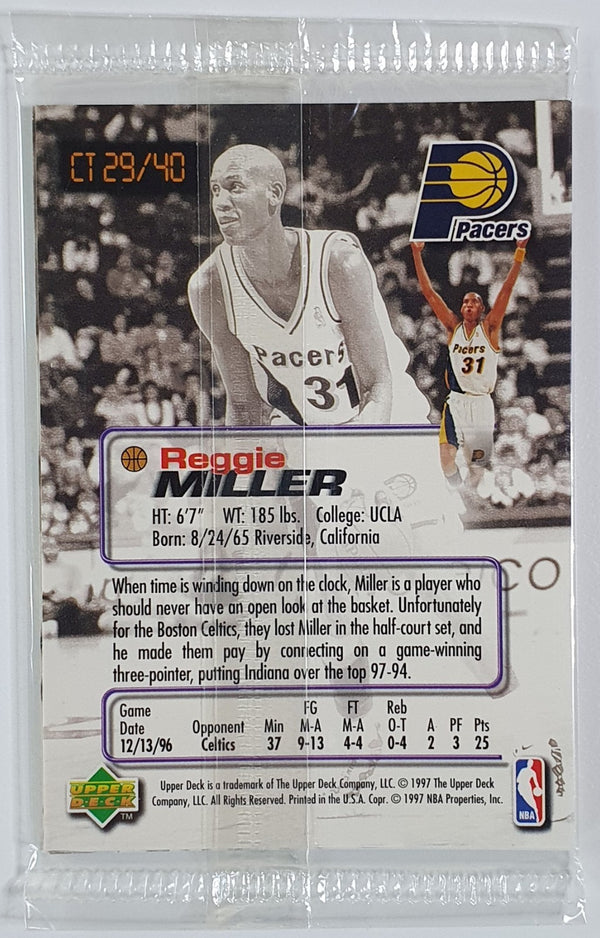 CT 29/40
Pacers
Pacers
31
Pacers
31
Reggie
MILLER
HT: 6'7" WT: 185 lbs. College: UCLA
Born: 8/24/65 Riverside, California
When time is winding down on the clock, Miller is a player who
should never have an open look at the basket. Unfortunately
for the Boston Celtics, they lost Miller in the half-court set, and
he made them pay by connecting on a game-winning
three-pointer, putting Indiana over the top 97-94.
CO
Game FG FT Reb
Date Opponent Min M-A M-A O-T A PF Pts
12/13/96 Celtics 37 9-13 4-4 0-4 2 3 25
UPPER
DECK
TM
Upper Deck is a trademark of The Upper Deck Company, LLC. © 1997 The Upper Deck
Company, LLC. All Rights Reserved. Printed in the U.S.A. Copr. © 1997 NBA Properties, Inc.
NBA